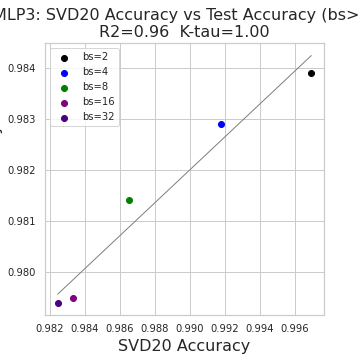 MLP3: SVD20 Accuracy vs Test Accuracy (bs>
R2=0.96 K-tau=1.00
bs=2
bs=4
bs=8
bs=16
bs=32
0.984
0.983
0.982
0.981
0.980
0.982 0.984 0.986 0.988 0.990 0.992 0.994 0.996
SVD20 Accuracy